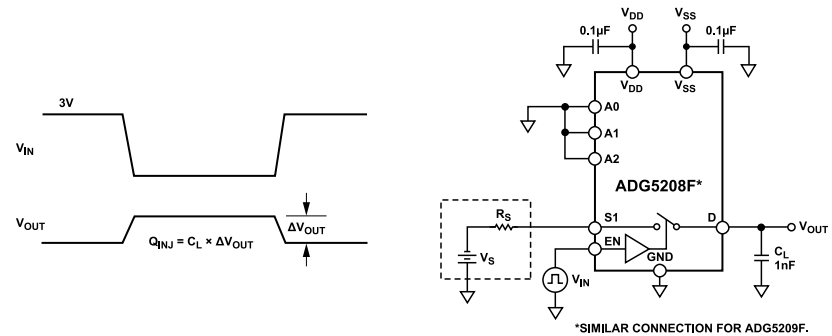 3V
V_IN
V_OUT
Q_INJ = C_L × ΔV_OUT
ΔV_OUT
V_DD
V_SS
0.1µF
0.1µF
V_DD
V_SS
A0
A1
A2
ADG5208F*
R_S
S1
D
V_OUT
EN
GND
V_S
V_IN
C_L
1nF
*SIMILAR CONNECTION FOR ADG5209F.